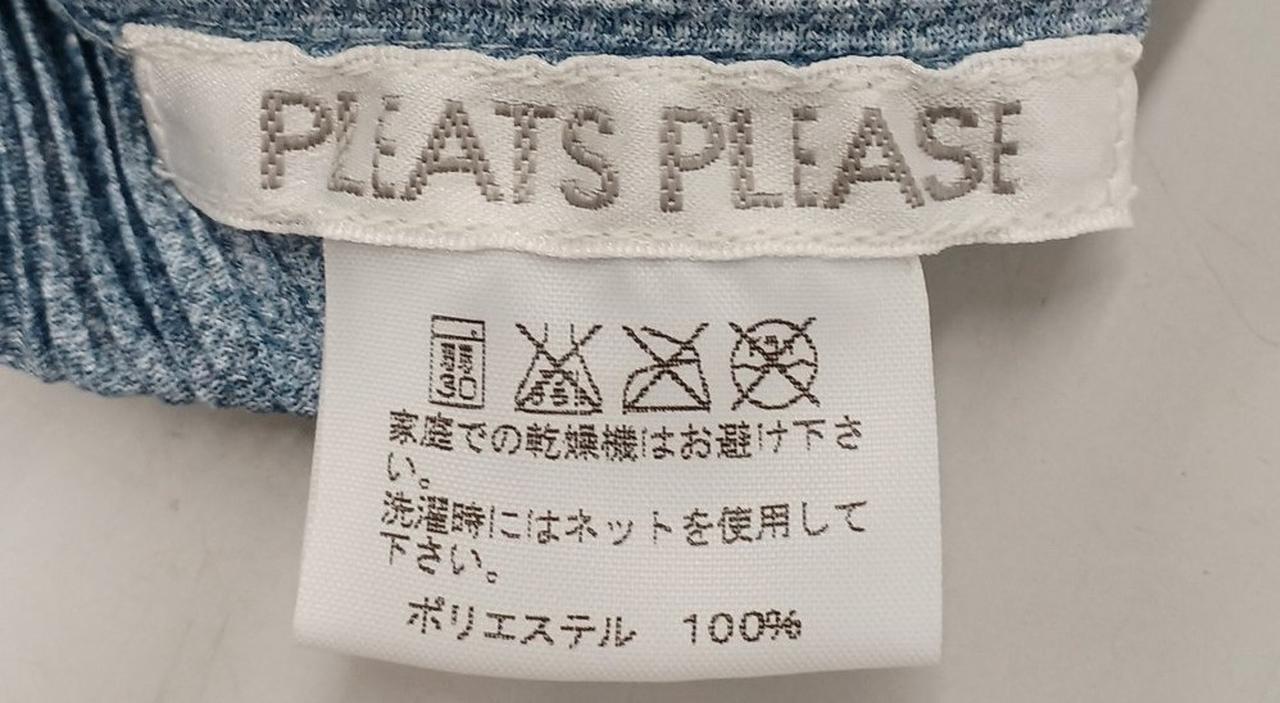 PLEATS PLEASE
家庭での乾燥機はお避け下さ
い。
洗濯時にはネットを使用して
下さい。
ポリエステル 100%